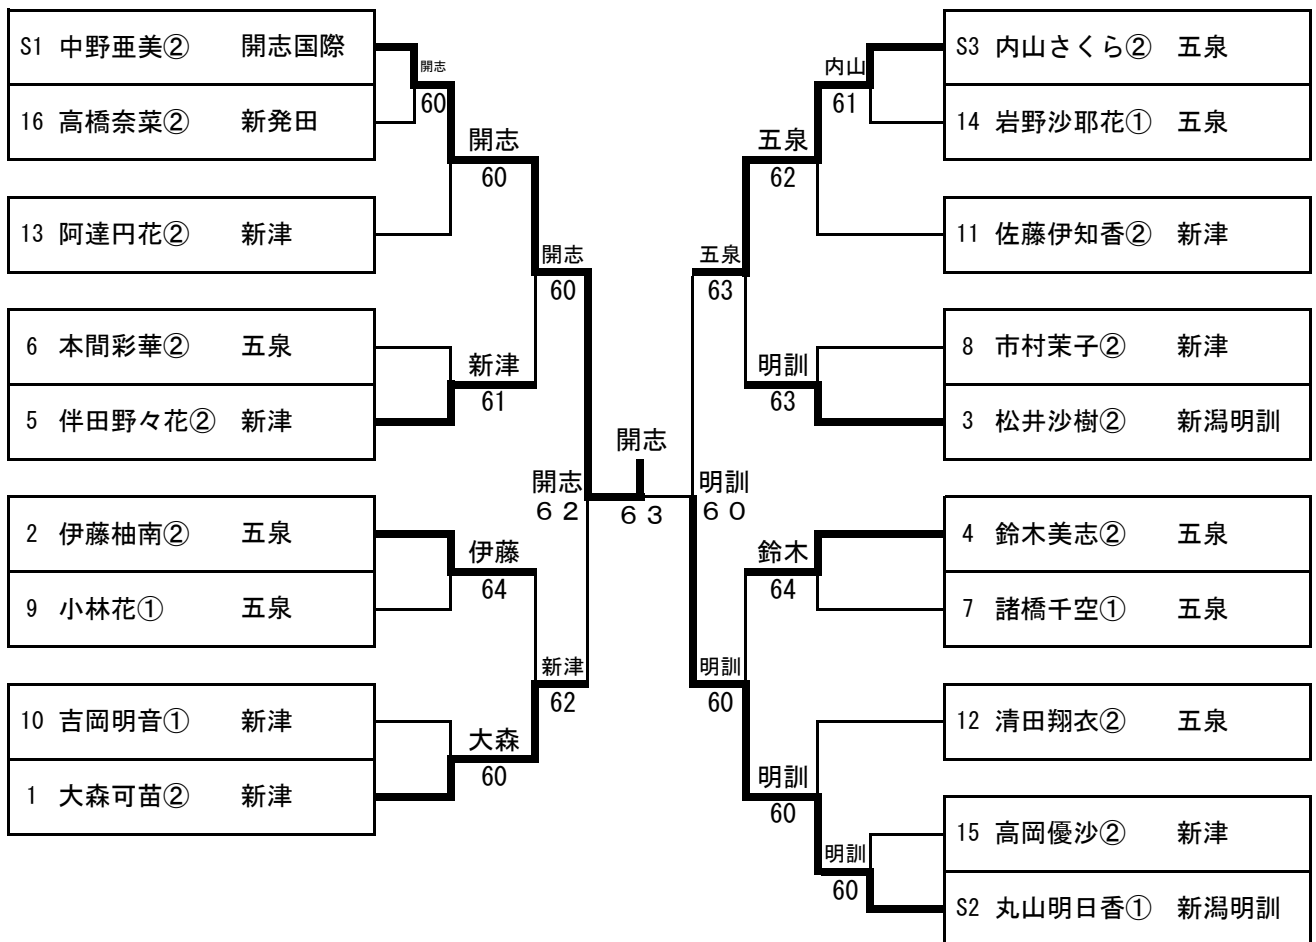 S1 中野亜美② 開志国際
16 高橋奈菜② 新発田
13 阿達円花② 新津
6 本間彩華② 五泉
5 伴田野々花② 新津
2 伊藤柚南② 五泉
9 小林花① 五泉
10 吉岡明音① 新津
1 大森可苗② 新津
開志
60
開志
60
新津
61
伊藤
64
大森
60
開志
60
新津
62
開志
６２
開志
６３
明訓
６０
五泉
63
明訓
60
五泉
62
明訓
63
鈴木
64
明訓
60
内山
61
明訓
60
S3 内山さくら② 五泉
14 岩野沙耶花① 五泉
11 佐藤伊知香② 新津
8 市村茉子② 新津
3 松井沙樹② 新潟明訓
4 鈴木美志② 五泉
7 諸橋千空① 五泉
12 清田翔衣② 五泉
15 高岡優沙② 新津
S2 丸山明日香① 新潟明訓